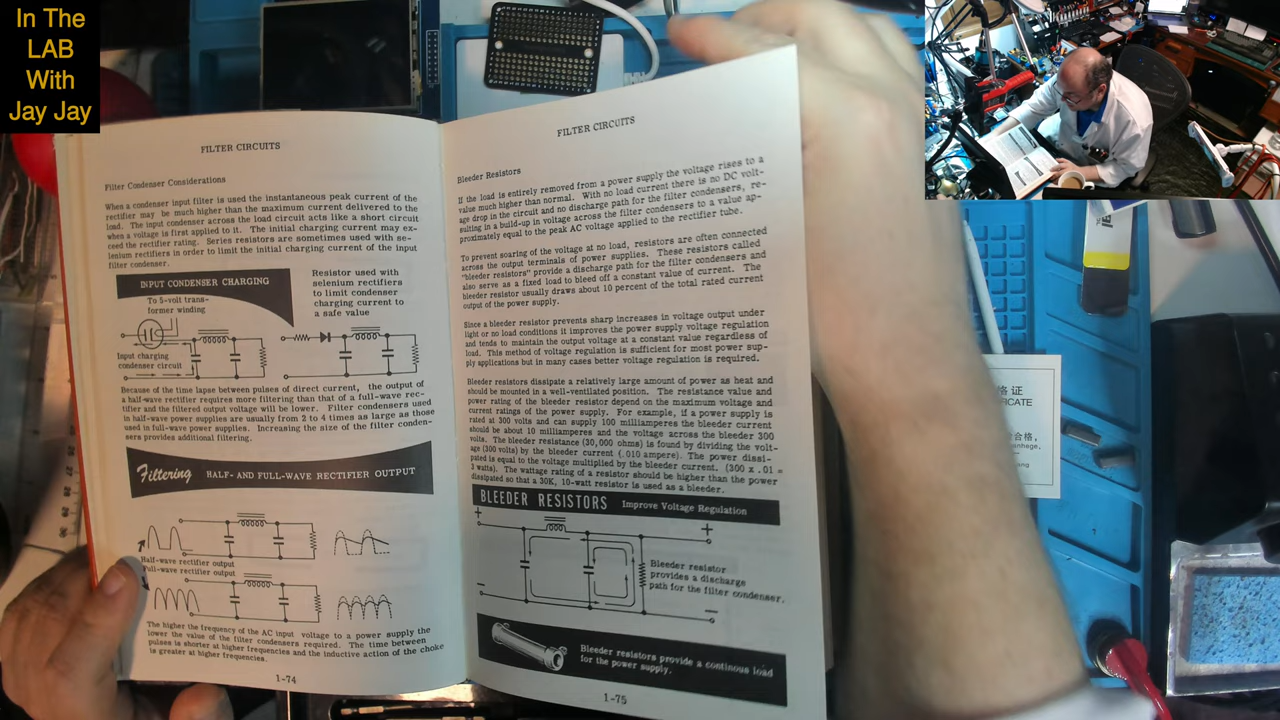 In The
LAB
With
Jay Jay
FILTER CIRCUITS
Filter Condenser Considerations
When a condenser input filter is used the instantaneous peak current of the
rectifier may be much higher than the maximum current delivered to the
load. The input condenser across the load circuit acts like a short circuit
when a voltage is first applied to it. The initial charging current may ex-
ceed the rectifier rating. Series resistors are sometimes used with se-
lenium rectifiers in order to limit the initial charging current of the input
filter condenser.
INPUT CONDENSER CHARGING
To 5-volt trans-
former winding
Resistor used with
selenium rectifiers
to limit condenser
charging current to
a safe value
Input charging
condenser circuit
Because of the time lapse between pulses of direct current, the output of
a half-wave rectifier requires more filtering than that of a full-wave rec-
tifier and the filtered output voltage will be lower. Filter condensers used
in half-wave power supplies are usually from 2 to 4 times as large as those
used in full-wave power supplies. Increasing the size of the filter conden-
sers provides additional filtering.
Filtering HALF- AND FULL-WAVE RECTIFIER OUTPUT
Half-wave rectifier output
Full-wave rectifier output
The higher the frequency of the AC input voltage to a power supply the
lower the value of the filter condensers required. The time between
pulses is shorter at higher frequencies and the inductive action of the choke
is greater at higher frequencies.
1-74
FILTER CIRCUITS
Bleeder Resistors
If the load is entirely removed from a power supply the voltage rises to a
value much higher than normal. With no load current there is no DC volt-
age drop in the circuit and no discharge path for the filter condensers, re-
sulting in a build-up in voltage across the filter condensers to a value ap-
proximately equal to the peak AC voltage applied to the rectifier tube.
To prevent soaring of the voltage at no load, resistors are often connected
across the output terminals of power supplies. These resistors called
"bleeder resistors" provide a discharge path for the filter condensers and
also serve as a fixed load to bleed off a constant value of current. The
bleeder resistor usually draws about 10 percent of the total rated current
output of the power supply.
Since a bleeder resistor prevents sharp increases in voltage output under
light or no load conditions it improves the power supply voltage regulation
and tends to maintain the output voltage at a constant value regardless of
load. This method of voltage regulation is sufficient for most power sup-
ply applications but in many cases better voltage regulation is required.
Bleeder resistors dissipate a relatively large amount of power as heat and
should be mounted in a well-ventilated position. The resistance value and
power rating of the bleeder resistor depend on the maximum voltage and
current ratings of the power supply. For example, if a power supply is
rated at 300 volts and can supply 100 milliamperes the bleeder current
should be about 10 milliamperes and the voltage across the bleeder 300
volts. The bleeder resistance (30,000 ohms) is found by dividing the volt-
age (300 volts) by the bleeder current (.010 ampere). The power dissi-
pated is equal to the voltage multiplied by the bleeder current. (300 x .01 =
3 watts). The wattage rating of a resistor should be higher than the power
dissipated so that a 30K, 10-watt resistor is used as a bleeder.
BLEEDER RESISTORS Improve Voltage Regulation
+ +
Bleeder resistor
provides a discharge
path for the filter condenser.
Bleeder resistors provide a continous load
for the power supply.
1-75
格证
合格,